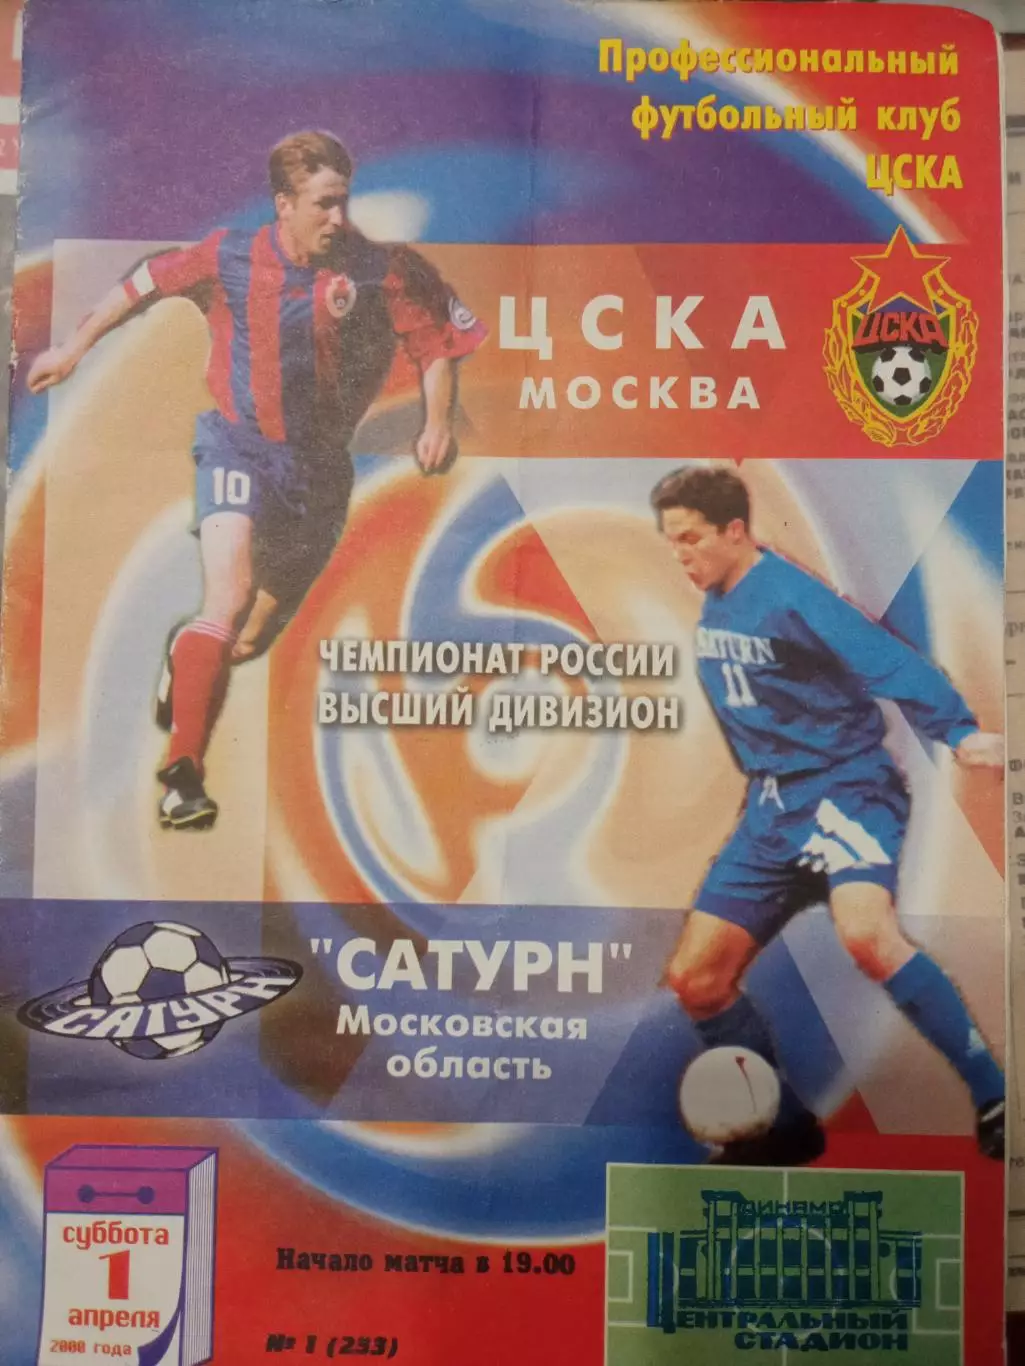 Профессиональный
футбольный клуб
ЦСКА
ЦСКА
МОСКВА
ЦСКА
10
SATURN
11
ЧЕМПИОНАТ РОССИИ
ВЫСШИЙ ДИВИЗИОН
САТУРН
"САТУРН"
Московская
область
суббота
1
апреля
2000 года
Начало матча в 19.00
№ 1 (253)
ДИНАМО
ЦЕНТРАЛЬНЫЙ
СТАДИОН